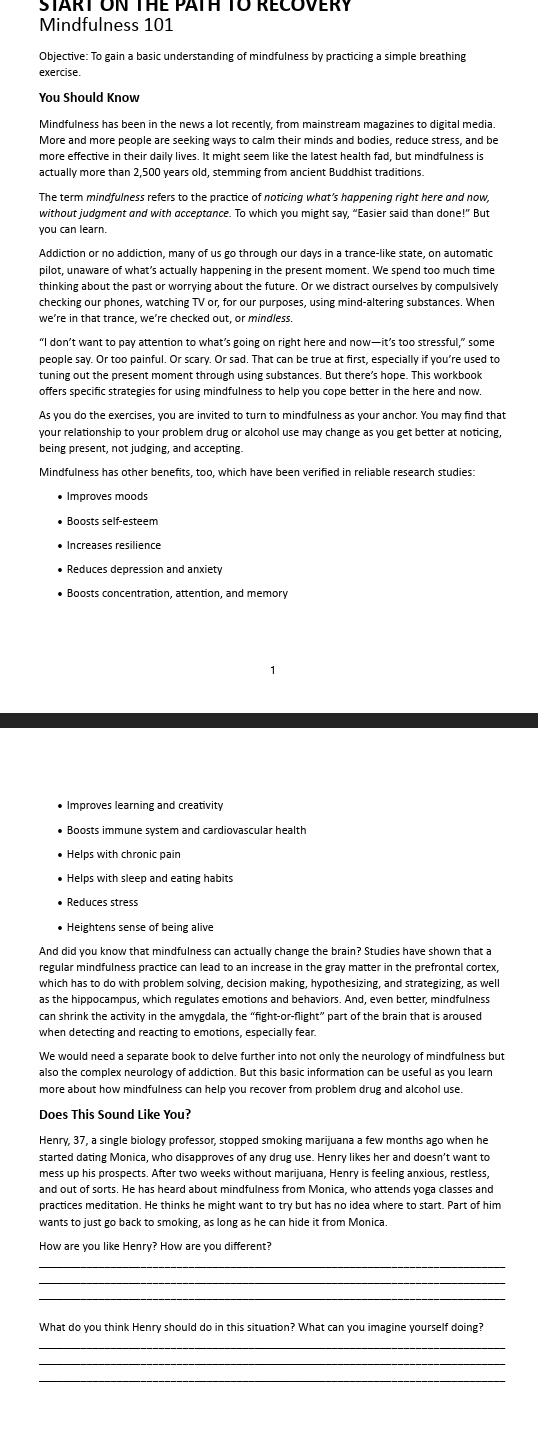 START ON THE PATH TO RECOVERY
Mindfulness 101
Objective: To gain a basic understanding of mindfulness by practicing a simple breathing
exercise.
You Should Know
Mindfulness has been in the news a lot recently, from mainstream magazines to digital media.
More and more people are seeking ways to calm their minds and bodies, reduce stress, and be
more effective in their daily lives. It might seem like the latest health fad, but mindfulness is
actually more than 2,500 years old, stemming from ancient Buddhist traditions.
The term mindfulness refers to the practice of noticing what’s happening right here and now,
without judgment and with acceptance. To which you might say, “Easier said than done!” But
you can learn.
Addiction or no addiction, many of us go through our days in a trance-like state, on automatic
pilot, unaware of what’s actually happening in the present moment. We spend too much time
thinking about the past or worrying about the future. Or we distract ourselves by compulsively
checking our phones, watching TV or, for our purposes, using mind-altering substances. When
we’re in that trance, we’re checked out, or mindless.
“I don’t want to pay attention to what’s going on right here and now—it’s too stressful,” some
people say. Or too painful. Or scary. Or sad. That can be true at first, especially if you’re used to
tuning out the present moment through using substances. But there’s hope. This workbook
offers specific strategies for using mindfulness to help you cope better in the here and now.
As you do the exercises, you are invited to turn to mindfulness as your anchor. You may find that
your relationship to your problem drug or alcohol use may change as you get better at noticing,
being present, not judging, and accepting.
Mindfulness has other benefits, too, which have been verified in reliable research studies:
• Improves moods
• Boosts self-esteem
• Increases resilience
• Reduces depression and anxiety
• Boosts concentration, attention, and memory
1
• Improves learning and creativity
• Boosts immune system and cardiovascular health
• Helps with chronic pain
• Helps with sleep and eating habits
• Reduces stress
• Heightens sense of being alive
And did you know that mindfulness can actually change the brain? Studies have shown that a
regular mindfulness practice can lead to an increase in the gray matter in the prefrontal cortex,
which has to do with problem solving, decision making, hypothesizing, and strategizing, as well
as the hippocampus, which regulates emotions and behaviors. And, even better, mindfulness
can shrink the activity in the amygdala, the “fight-or-flight” part of the brain that is aroused
when detecting and reacting to emotions, especially fear.
We would need a separate book to delve further into not only the neurology of mindfulness but
also the complex neurology of addiction. But this basic information can be useful as you learn
more about how mindfulness can help you recover from problem drug and alcohol use.
Does This Sound Like You?
Henry, 37, a single biology professor, stopped smoking marijuana a few months ago when he
started dating Monica, who disapproves of any drug use. Henry likes her and doesn’t want to
mess up his prospects. After two weeks without marijuana, Henry is feeling anxious, restless,
and out of sorts. He has heard about mindfulness from Monica, who attends yoga classes and
practices meditation. He thinks he might want to try but has no idea where to start. Part of him
wants to just go back to smoking, as long as he can hide it from Monica.
How are you like Henry? How are you different?
What do you think Henry should do in this situation? What can you imagine yourself doing?